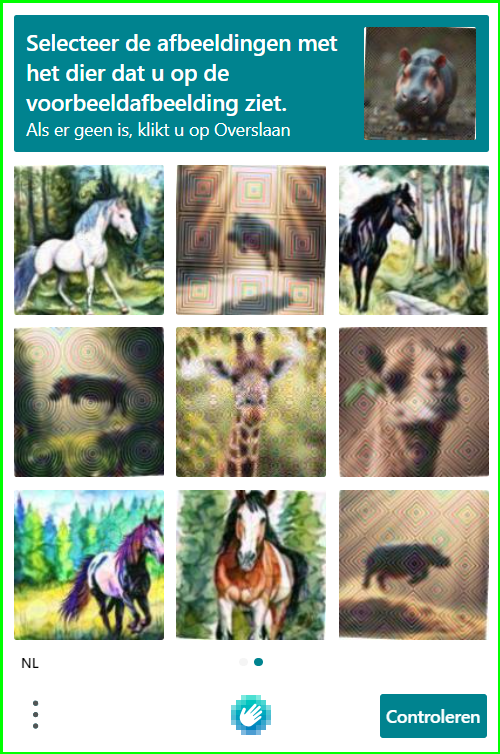 Selecteer de afbeeldingen met
het dier dat u op de
voorbeeldafbeelding ziet.
Als er geen is, klikt u op Overslaan
NL
Controleren